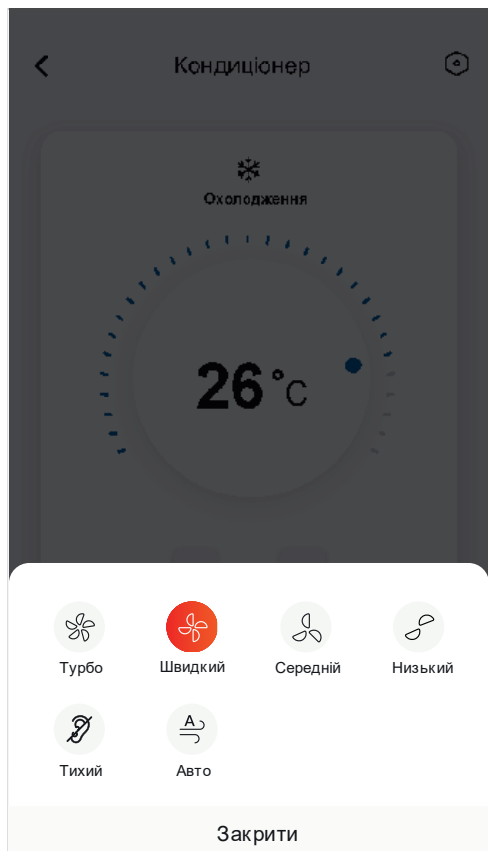 Кондиціонер
Охолодження
26 °C
Турбо
Швидкий
Середній
Низький
Тихий
A
Авто
Закрити